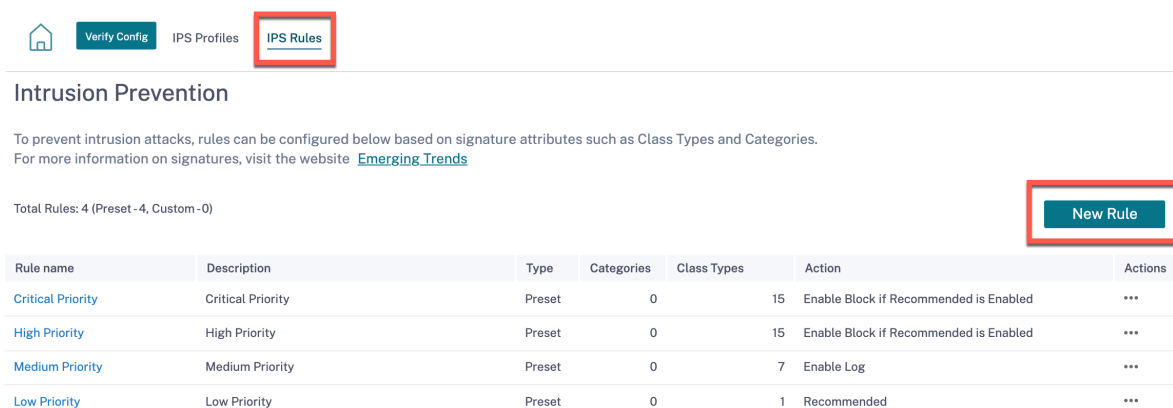 Verify Config IPS Profiles IPS Rules
Intrusion Prevention
To prevent intrusion attacks, rules can be configured below based on signature attributes such as Class Types and Categories.
For more information on signatures, visit the website Emerging Trends
Total Rules: 4 (Preset - 4, Custom - 0)
New Rule
Rule name Description Type Categories Class Types Action Actions
Critical Priority Critical Priority Preset 0 15 Enable Block if Recommended is Enabled •••
High Priority High Priority Preset 0 15 Enable Block if Recommended is Enabled •••
Medium Priority Medium Priority Preset 0 7 Enable Log •••
Low Priority Low Priority Preset 0 1 Recommended •••